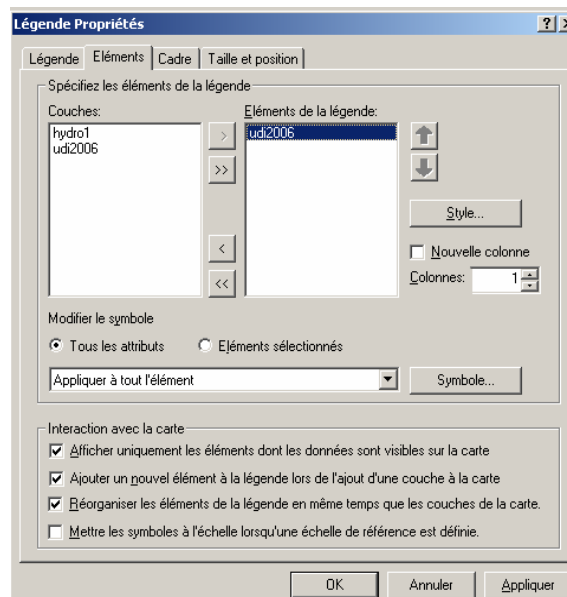 Légende Propriétés
Légende Eléments Cadre Taille et position
Spécifiez les éléments de la légende
Couches: Eléments de la légende:
hydro1
udi2006
udi2006
>
>>
<
<<
Style...
Nouvelle colonne
Colonnes: 1
Modifier le symbole
Tous les attributs Eléments sélectionnés
Appliquer à tout l'élément Symbole...
Interaction avec la carte
Afficher uniquement les éléments dont les données sont visibles sur la carte
Ajouter un nouvel élément à la légende lors de l'ajout d'une couche à la carte
Réorganiser les éléments de la légende en même temps que les couches de la carte.
Mettre les symboles à l'échelle lorsqu'une échelle de référence est définie.
OK Annuler Appliquer